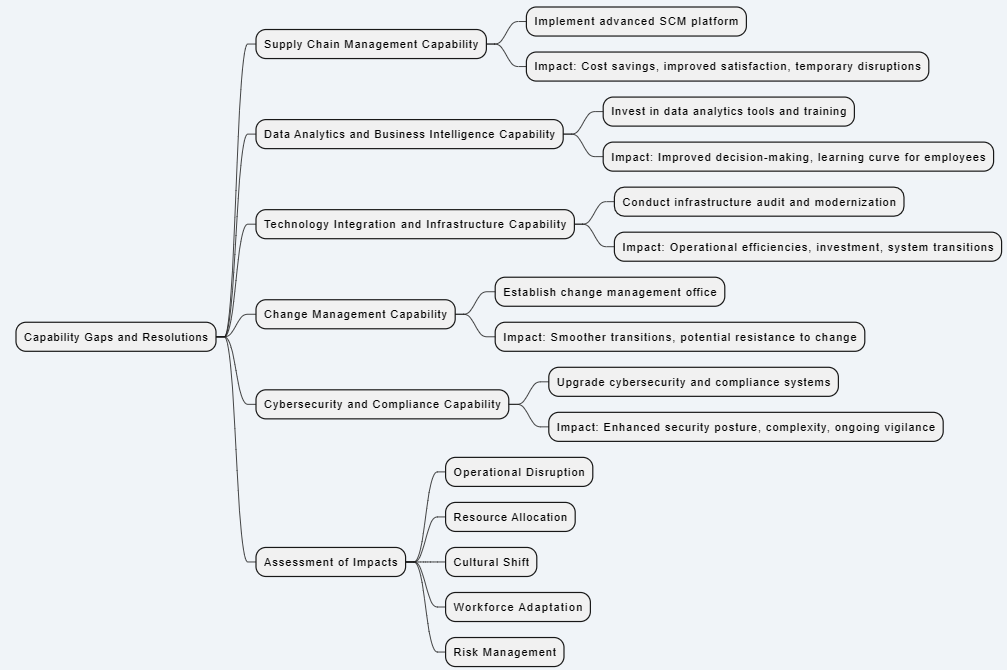 Capability Gaps and Resolutions
Supply Chain Management Capability
Implement advanced SCM platform
Impact: Cost savings, improved satisfaction, temporary disruptions
Data Analytics and Business Intelligence Capability
Invest in data analytics tools and training
Impact: Improved decision-making, learning curve for employees
Technology Integration and Infrastructure Capability
Conduct infrastructure audit and modernization
Impact: Operational efficiencies, investment, system transitions
Change Management Capability
Establish change management office
Impact: Smoother transitions, potential resistance to change
Cybersecurity and Compliance Capability
Upgrade cybersecurity and compliance systems
Impact: Enhanced security posture, complexity, ongoing vigilance
Assessment of Impacts
Operational Disruption
Resource Allocation
Cultural Shift
Workforce Adaptation
Risk Management